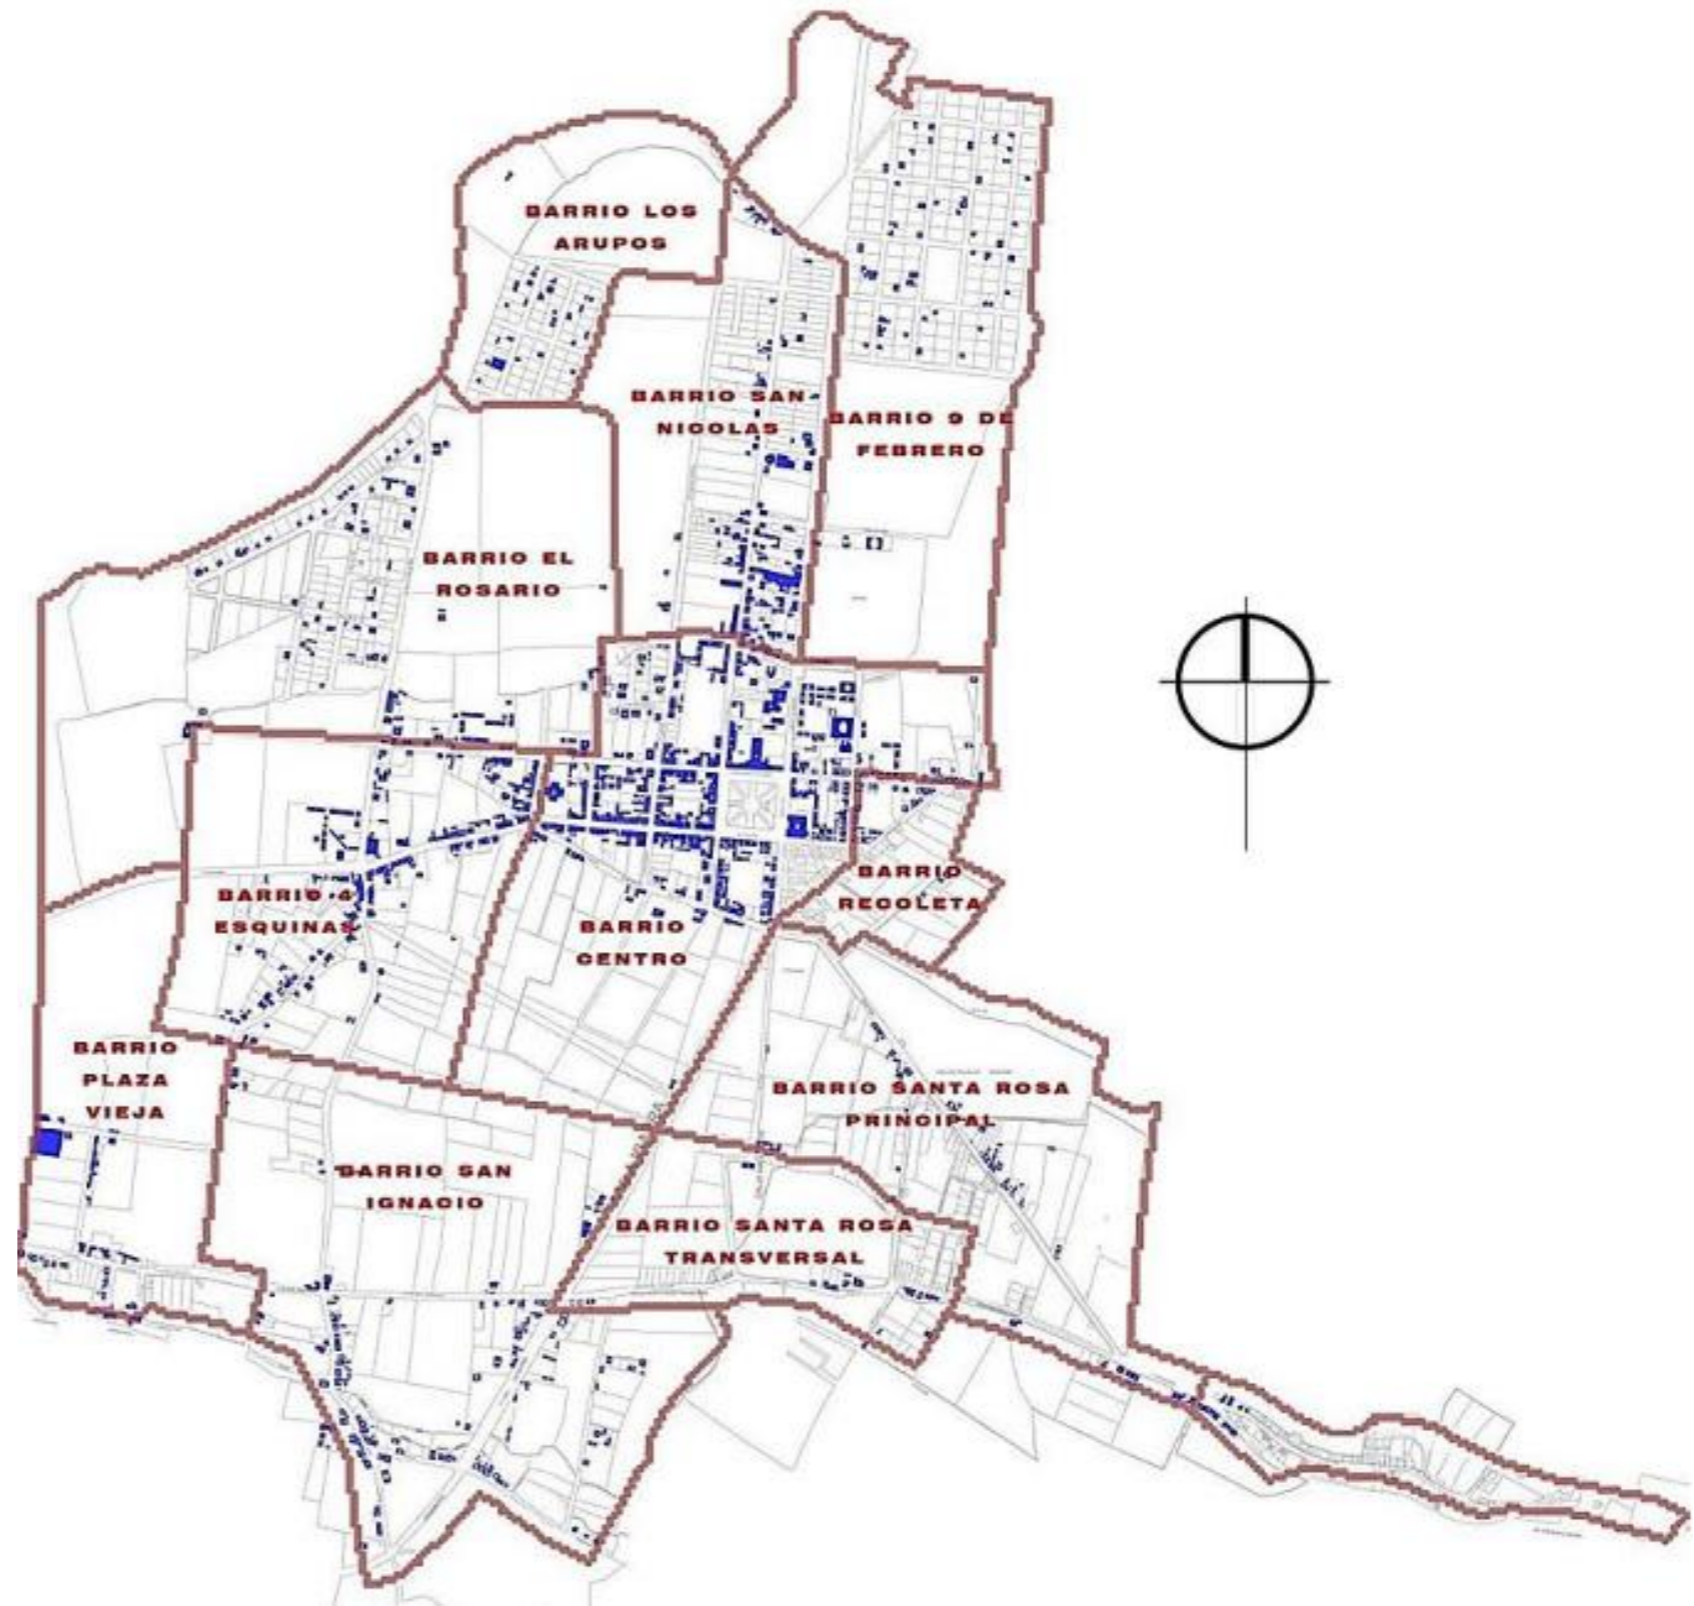 BARRIO LOS
ARUPOS
BARRIO SAN
NICOLAS
BARRIO 9 DE
FEBRERO
BARRIO EL
ROSARIO
BARRIO 4
ESQUINAS
BARRIO
CENTRO
BARRIO
RECOLETA
BARRIO
PLAZA
VIEJA
BARRIO SANTA ROSA
PRINCIPAL
BARRIO SAN
IGNACIO
BARRIO SANTA ROSA
TRANSVERSAL